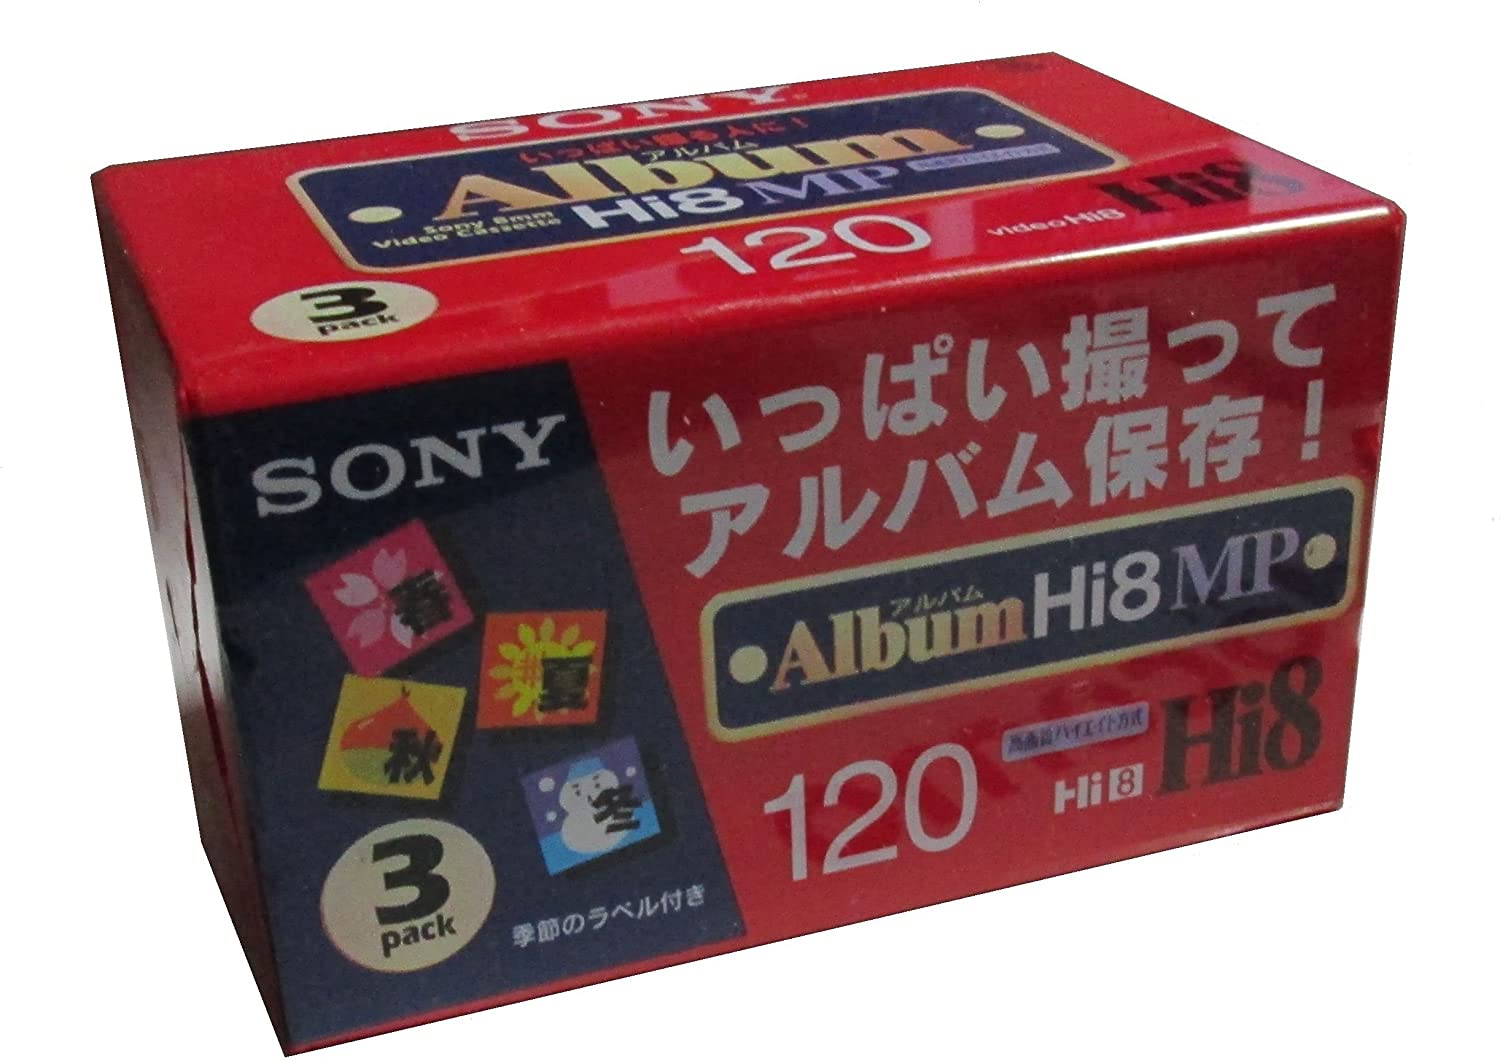 SONY
いっぱい撮る人に!
アルバム
Album
Hi8 MP
Sony 8mm
Video Cassette
120
Video Hi8
Hi8
3
pack
SONY
いっぱい撮って
アルバム保存!
アルバム
Album Hi8 MP
春
夏
秋
冬
120
高画質ハイエイト方式
Hi8
Hi8
3
pack
季節のラベル付き